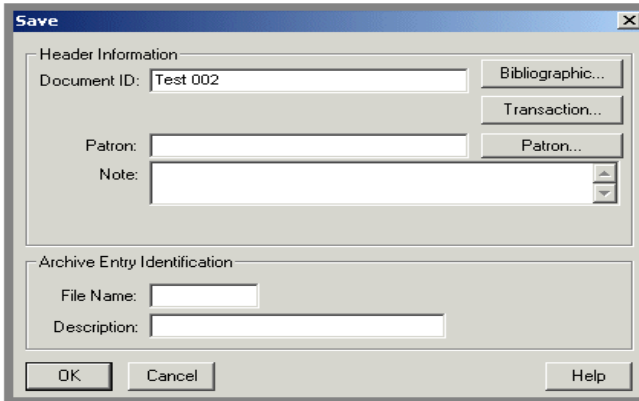 Save
Header Information
Document ID: Test 002 Bibliographic...
Transaction...
Patron: Patron...
Note:
Archive Entry Identification
File Name:
Description:
OK Cancel Help